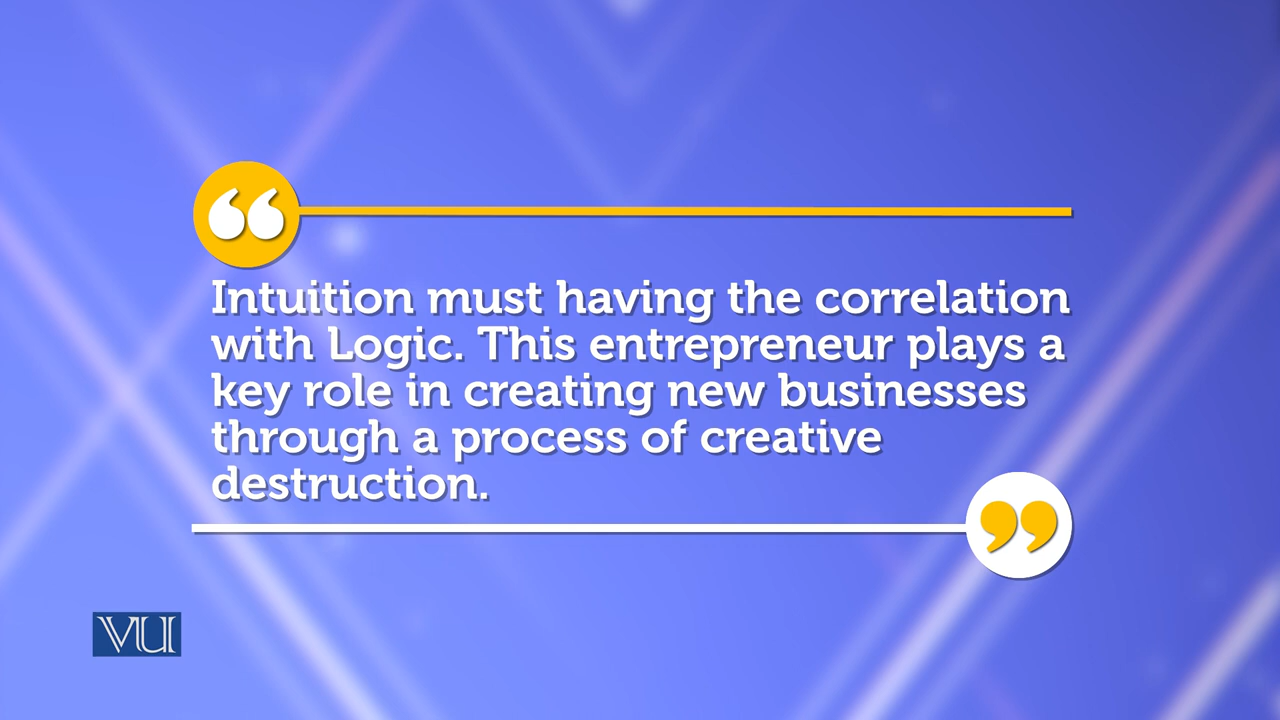 Intuition must having the correlation
with Logic. This entrepreneur plays a
key role in creating new businesses
through a process of creative
destruction.
VU